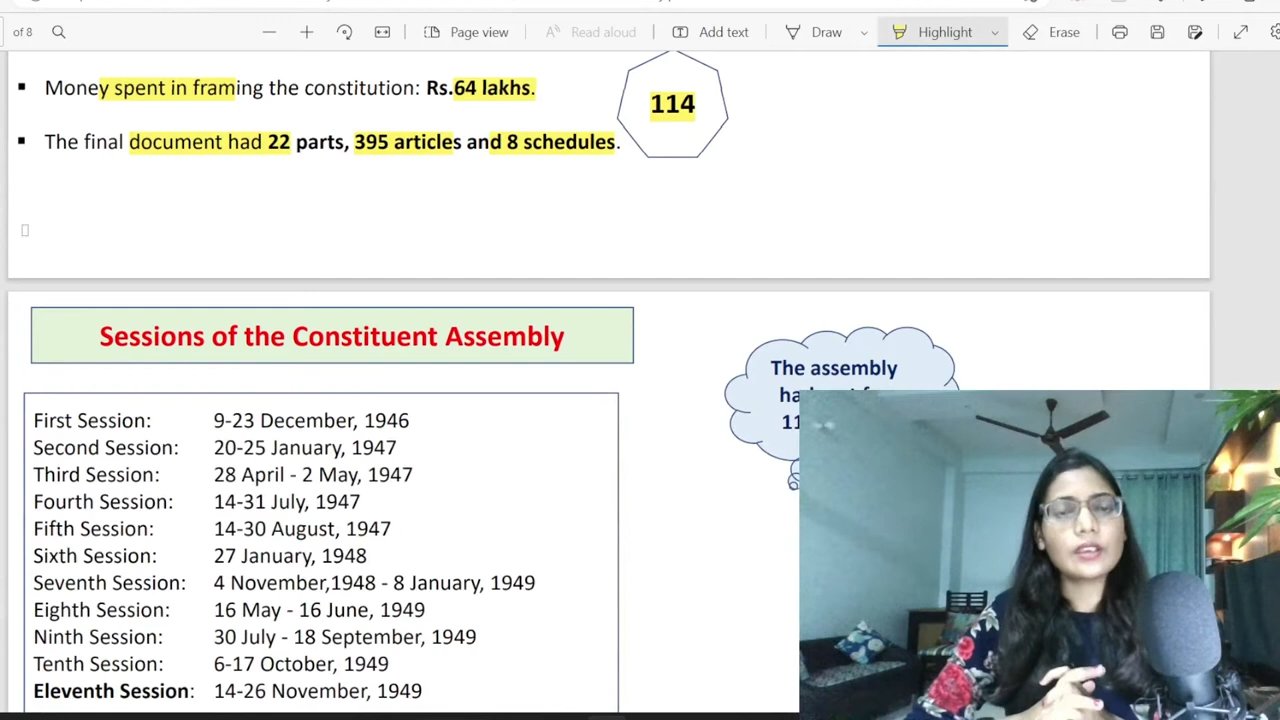 of 8
Page view
Read aloud
Add text
Draw
Highlight
Erase
Money spent in framing the constitution: Rs.64 lakhs.
The final document had 22 parts, 395 articles and 8 schedules.
114
Sessions of the Constituent Assembly
The assembly
11
First Session: 9-23 December, 1946
Second Session: 20-25 January, 1947
Third Session: 28 April - 2 May, 1947
Fourth Session: 14-31 July, 1947
Fifth Session: 14-30 August, 1947
Sixth Session: 27 January, 1948
Seventh Session: 4 November,1948 - 8 January, 1949
Eighth Session: 16 May - 16 June, 1949
Ninth Session: 30 July - 18 September, 1949
Tenth Session: 6-17 October, 1949
Eleventh Session: 14-26 November, 1949